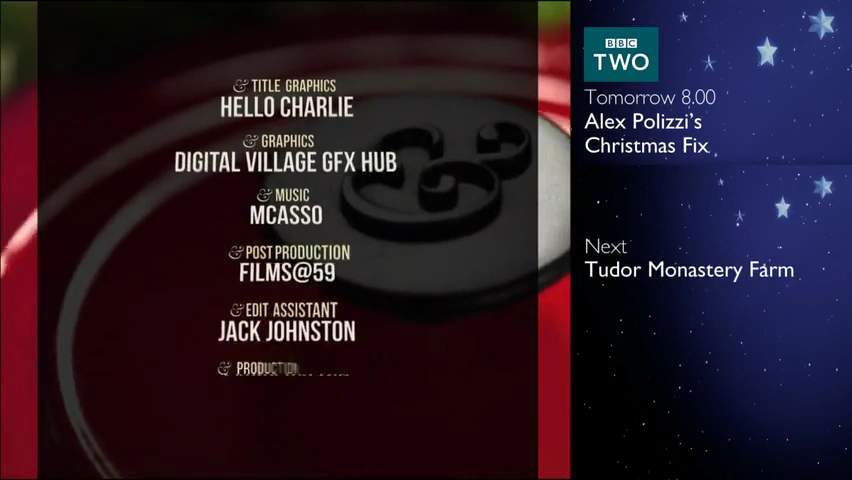 & TITLE GRAPHICS
HELLO CHARLIE
& GRAPHICS
DIGITAL VILLAGE GFX HUB
& MUSIC
MCASSO
& POST PRODUCTION
FILMS@59
& EDIT ASSISTANT
JACK JOHNSTON
& PRODUCTION
&
BBC
TWO
Tomorrow 8.00
Alex Polizzi's
Christmas Fix
Next
Tudor Monastery Farm